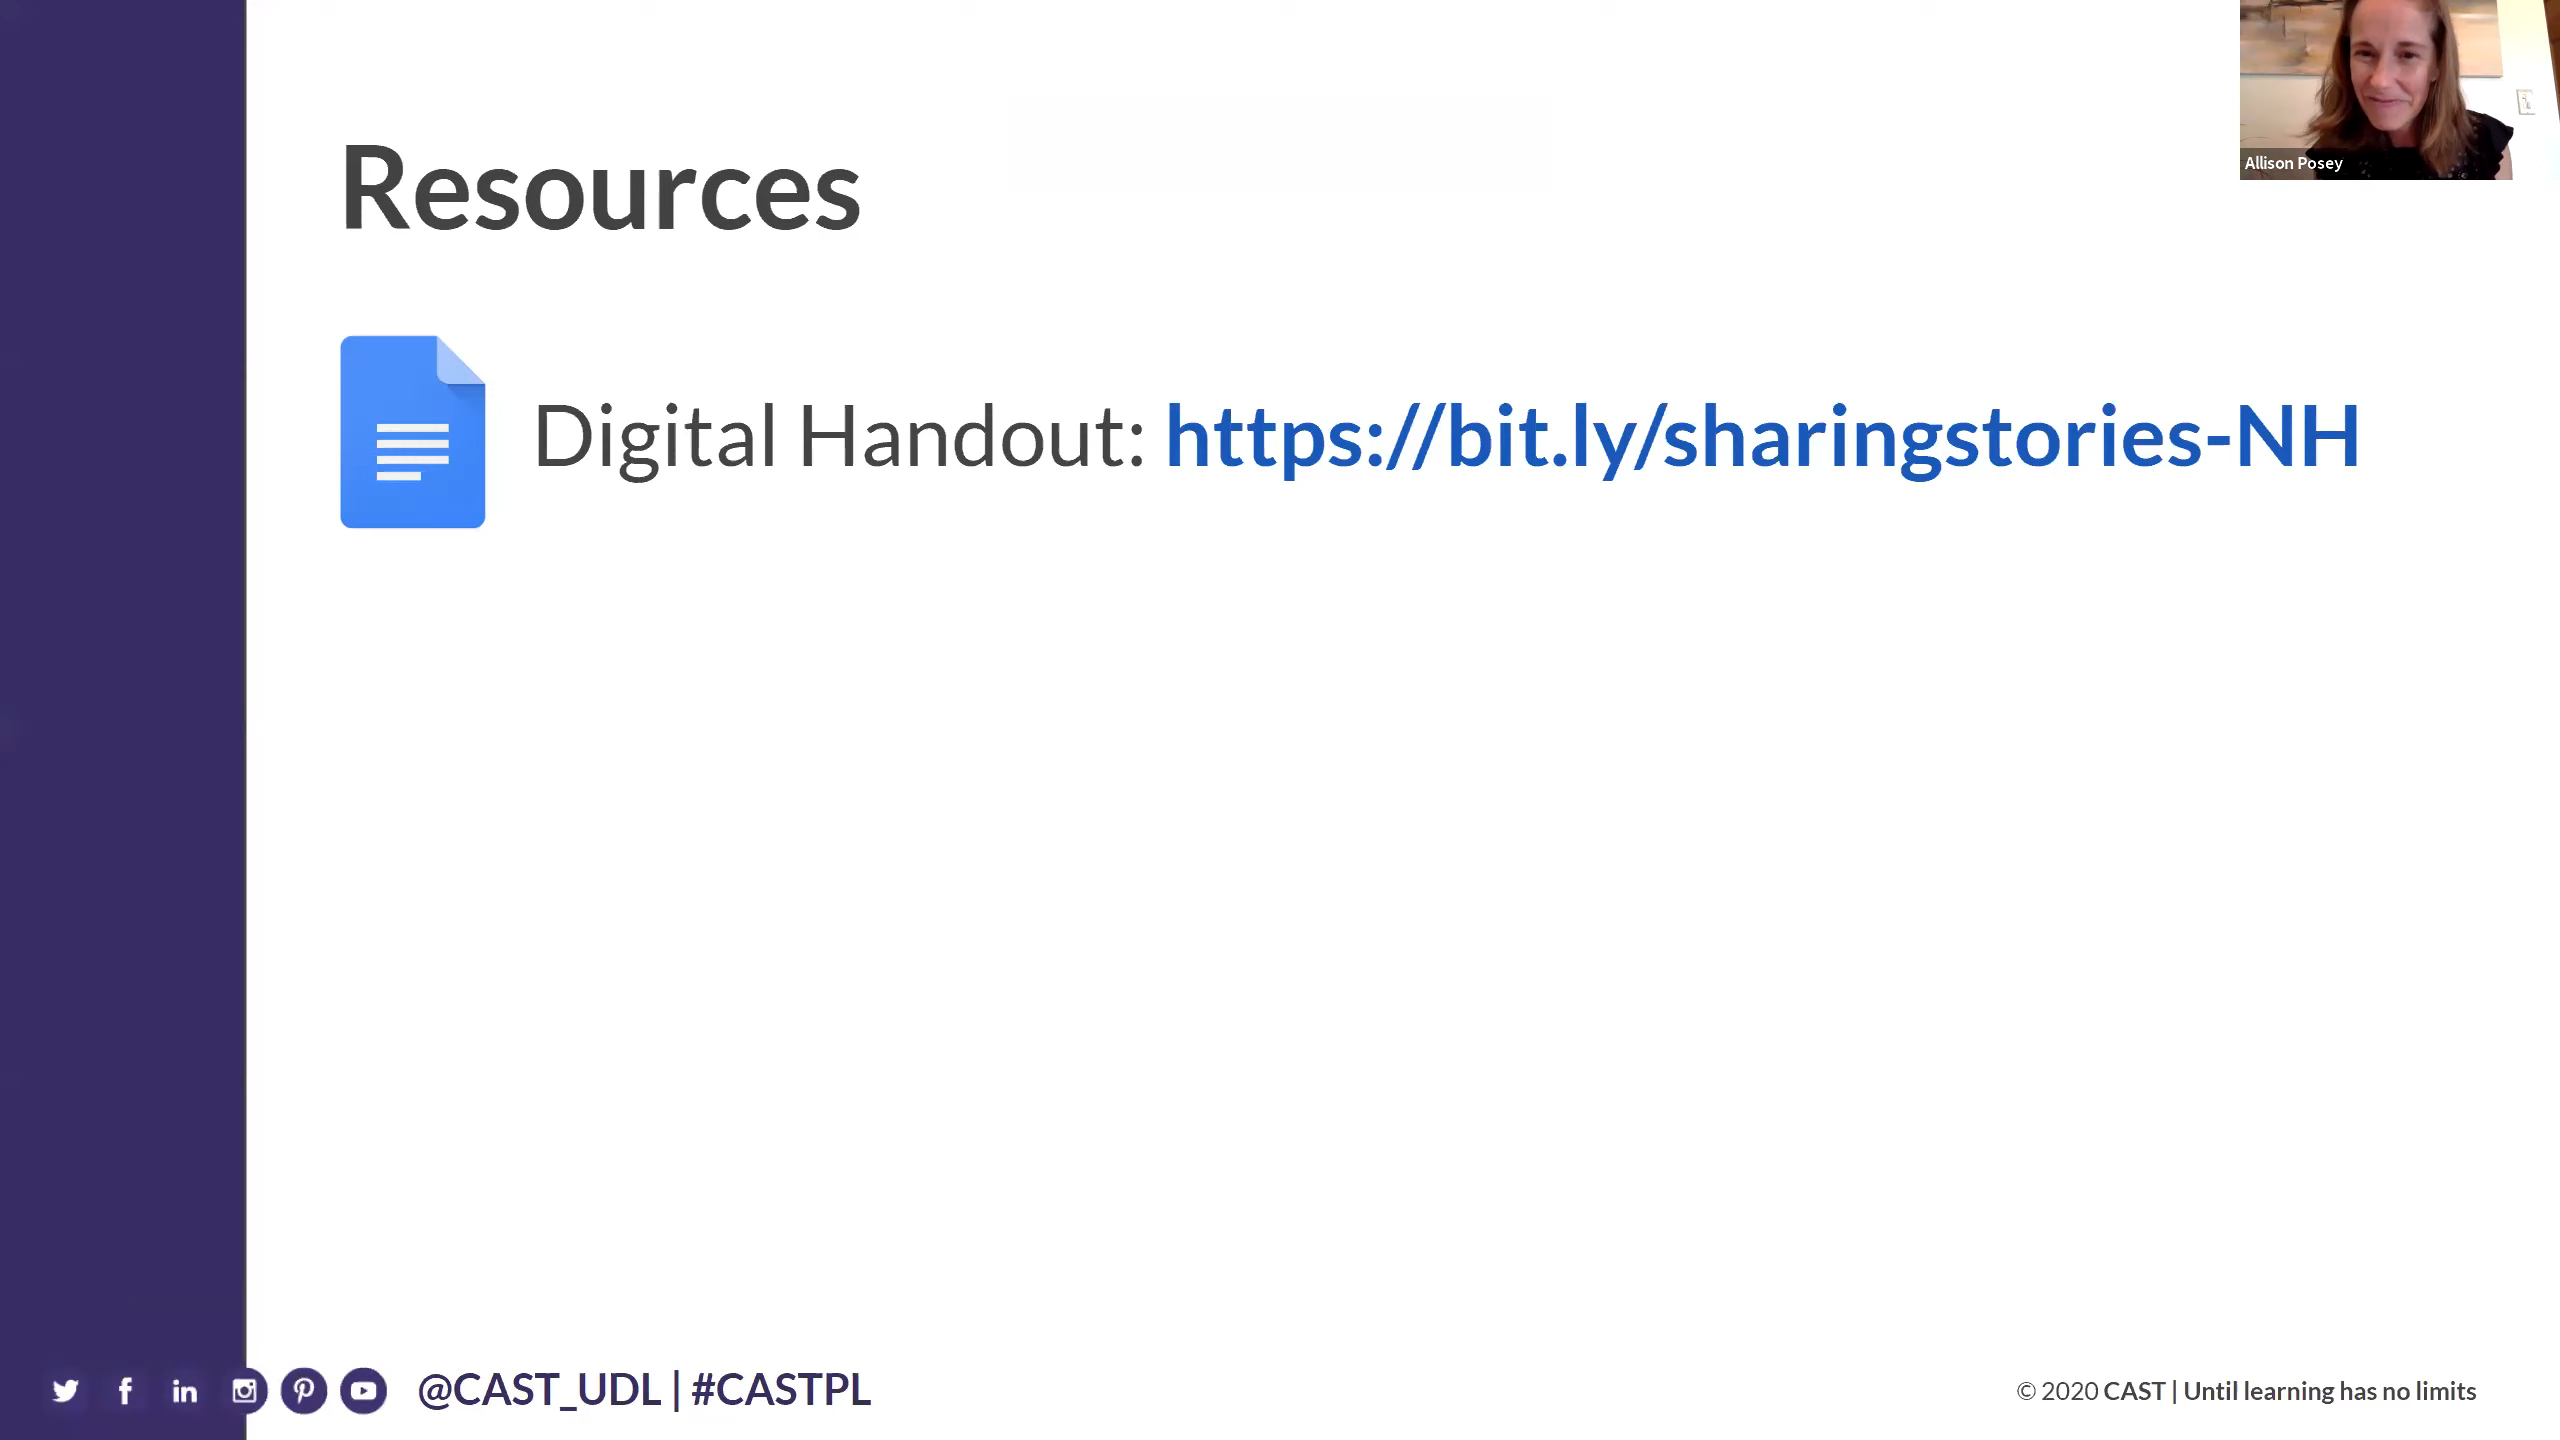 Allison Posey
Resources
Digital Handout: https://bit.ly/sharingstories-NH
@CAST_UDL | #CASTPL
© 2020 CAST | Until learning has no limits